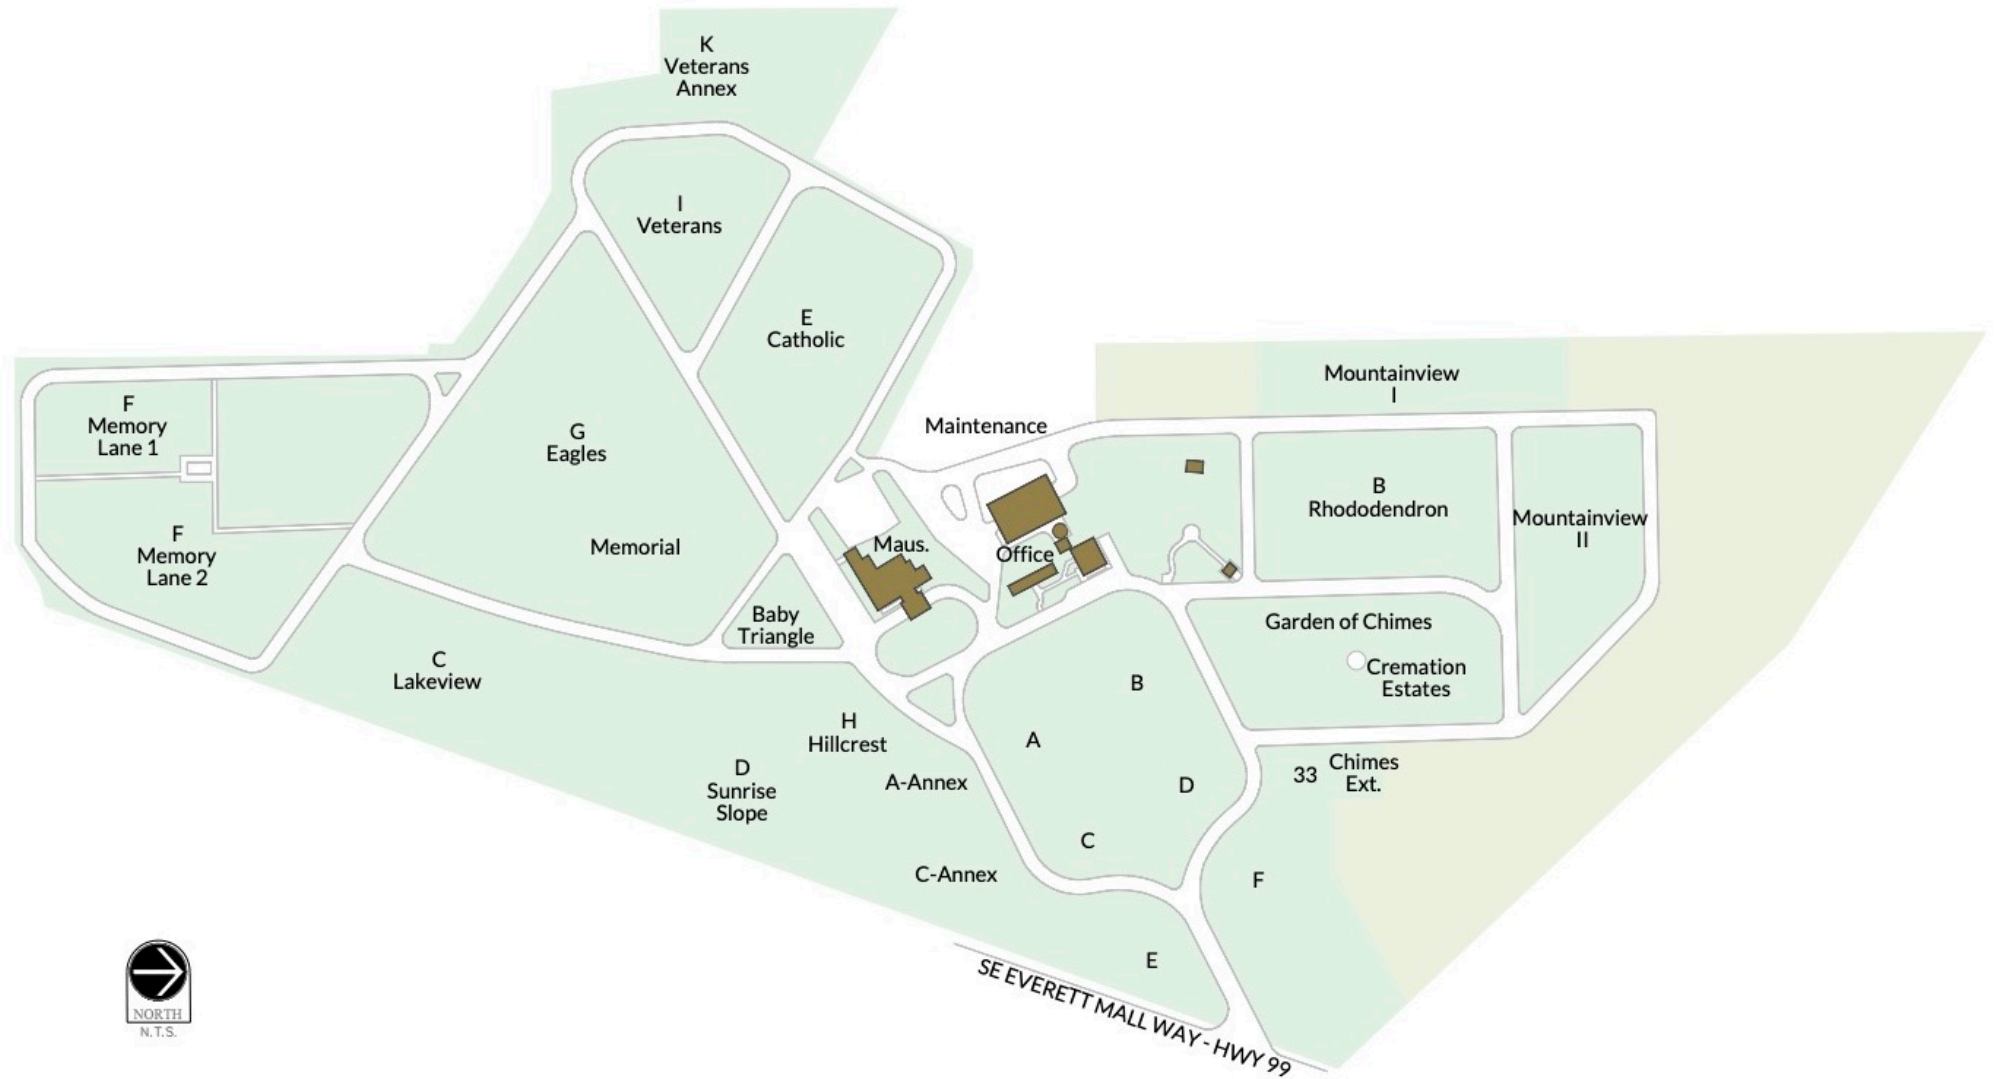 K
Veterans
Annex
I
Veterans
E
Catholic
Mountainview
I
F
Memory
Lane 1
G
Eagles
Maintenance
B
Rhododendron
Mountainview
II
F
Memory
Lane 2
Memorial
Maus.
Office
Baby
Triangle
Garden of Chimes
Cremation
Estates
C
Lakeview
B
H
Hillcrest
A
D
Sunrise
Slope
A-Annex
D
33
Chimes
Ext.
C
C-Annex
F
E
SE EVERETT MALL WAY - HWY 99
NORTH
N.T.S.